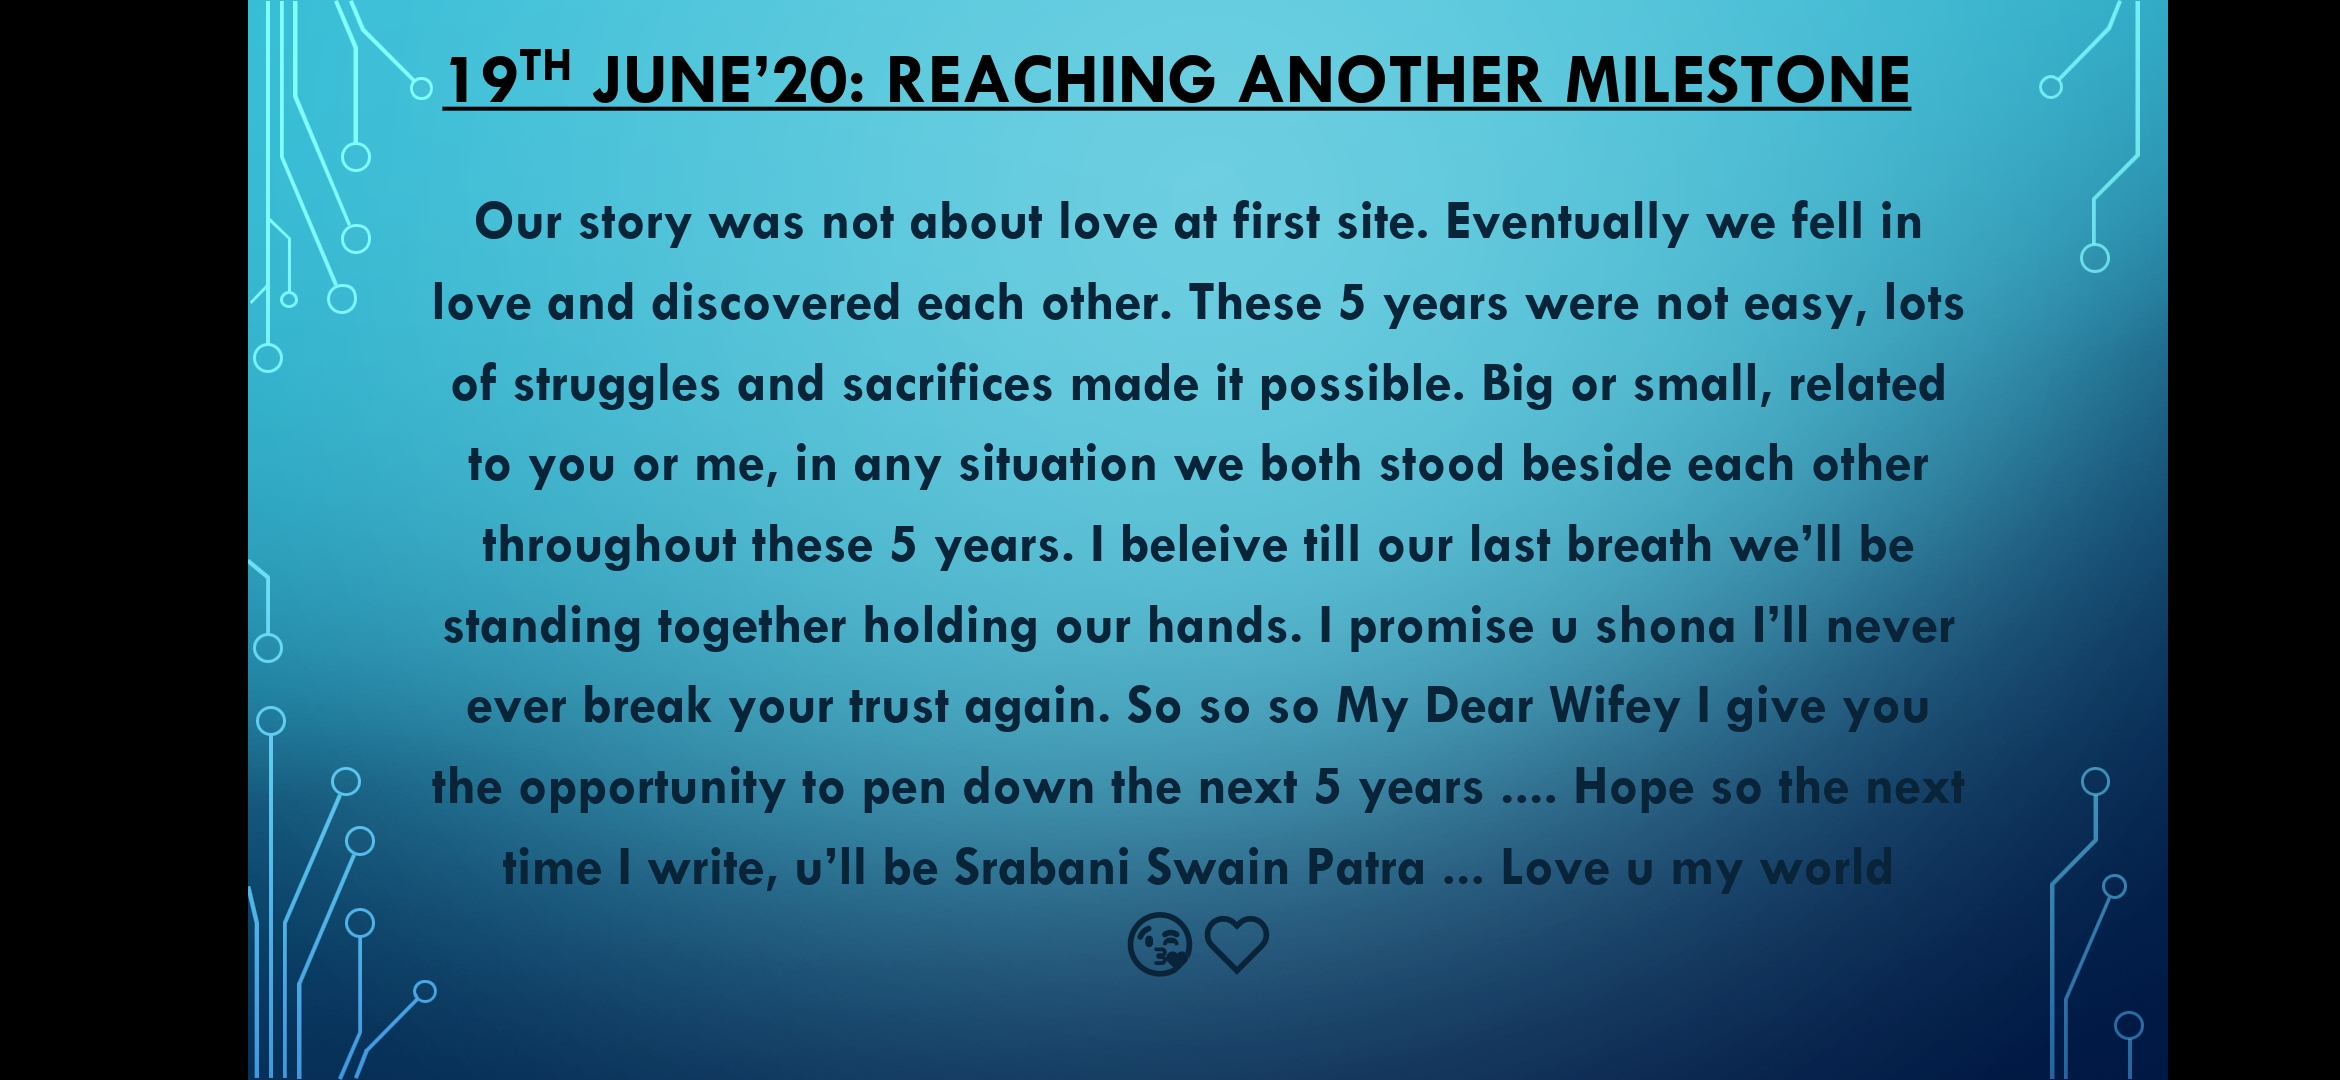 19TH JUNE’20: REACHING ANOTHER MILESTONE
Our story was not about love at first site. Eventually we fell in
love and discovered each other. These 5 years were not easy, lots
of struggles and sacrifices made it possible. Big or small, related
to you or me, in any situation we both stood beside each other
throughout these 5 years. I beleive till our last breath we’ll be
standing together holding our hands. I promise u shona I’ll never
ever break your trust again. So so so My Dear Wifey I give you
the opportunity to pen down the next 5 years .... Hope so the next
time I write, u’ll be Srabani Swain Patra ... Love u my world
😘♡